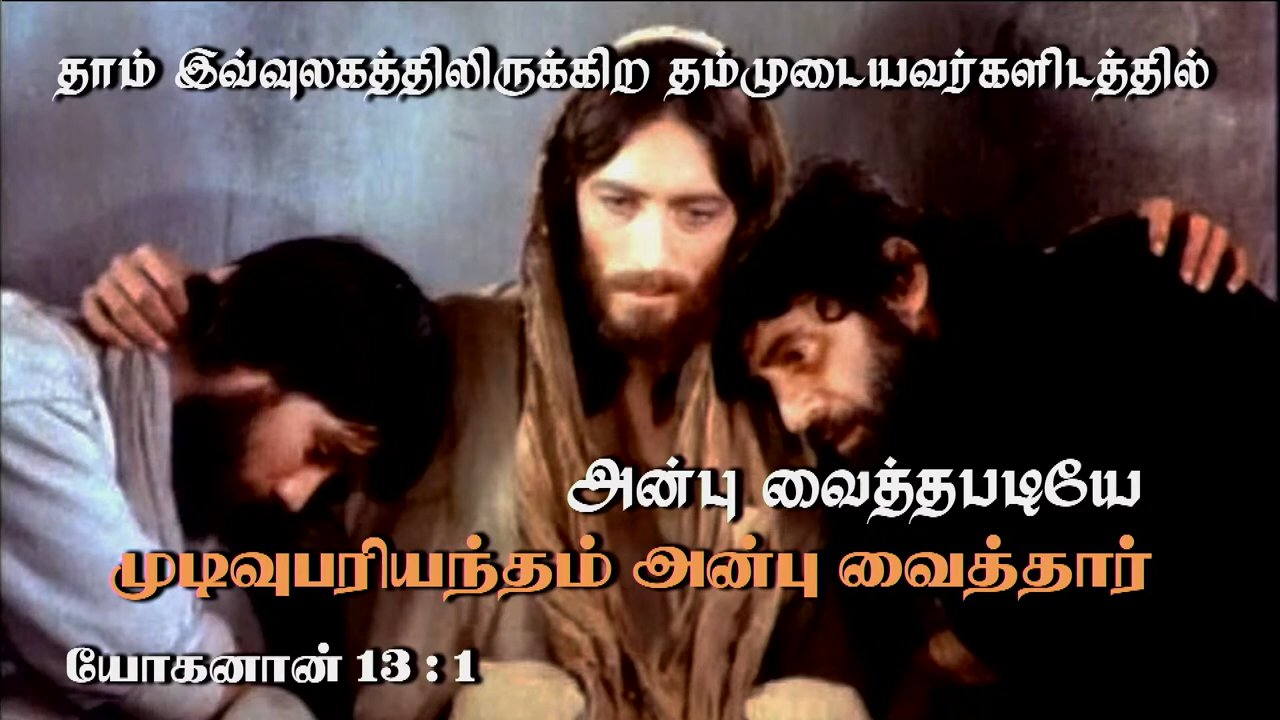 தாம் இவ்வுலகத்திலிருக்கிற தம்முடையவர்களிடத்தில்
அன்பு வைத்தபடியே
முடிவுபரியந்தம் அன்பு வைத்தார்
யோகனான் 13 : 1